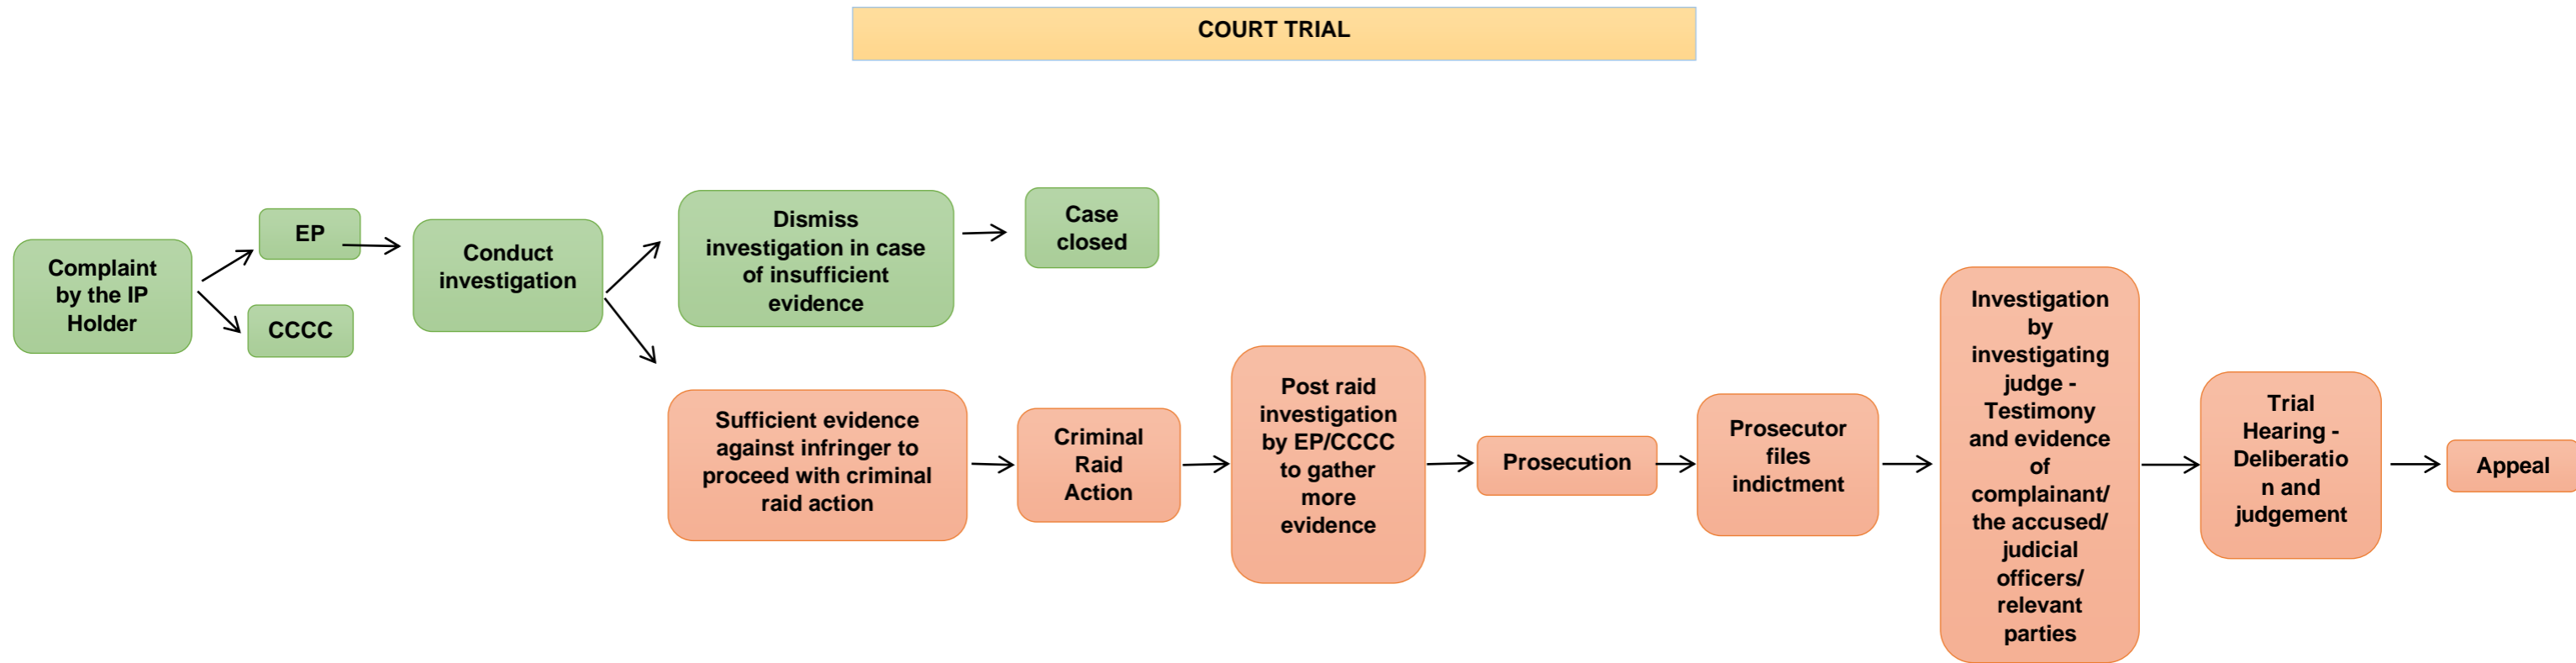 COURT TRIAL
Complaint
by the IP
Holder
EP
CCCC
Conduct
investigation
Dismiss
investigation in case
of insufficient
evidence
Case
closed
Sufficient evidence
against infringer to
proceed with criminal
raid action
Criminal
Raid
Action
Post raid
investigation
by EP/CCCC
to gather
more
evidence
Prosecution
Prosecutor
files
indictment
Investigation
by
investigating
judge -
Testimony
and evidence
of
complainant/
the accused/
judicial
officers/
relevant
parties
Trial
Hearing -
Deliberatio
n and
judgement
Appeal